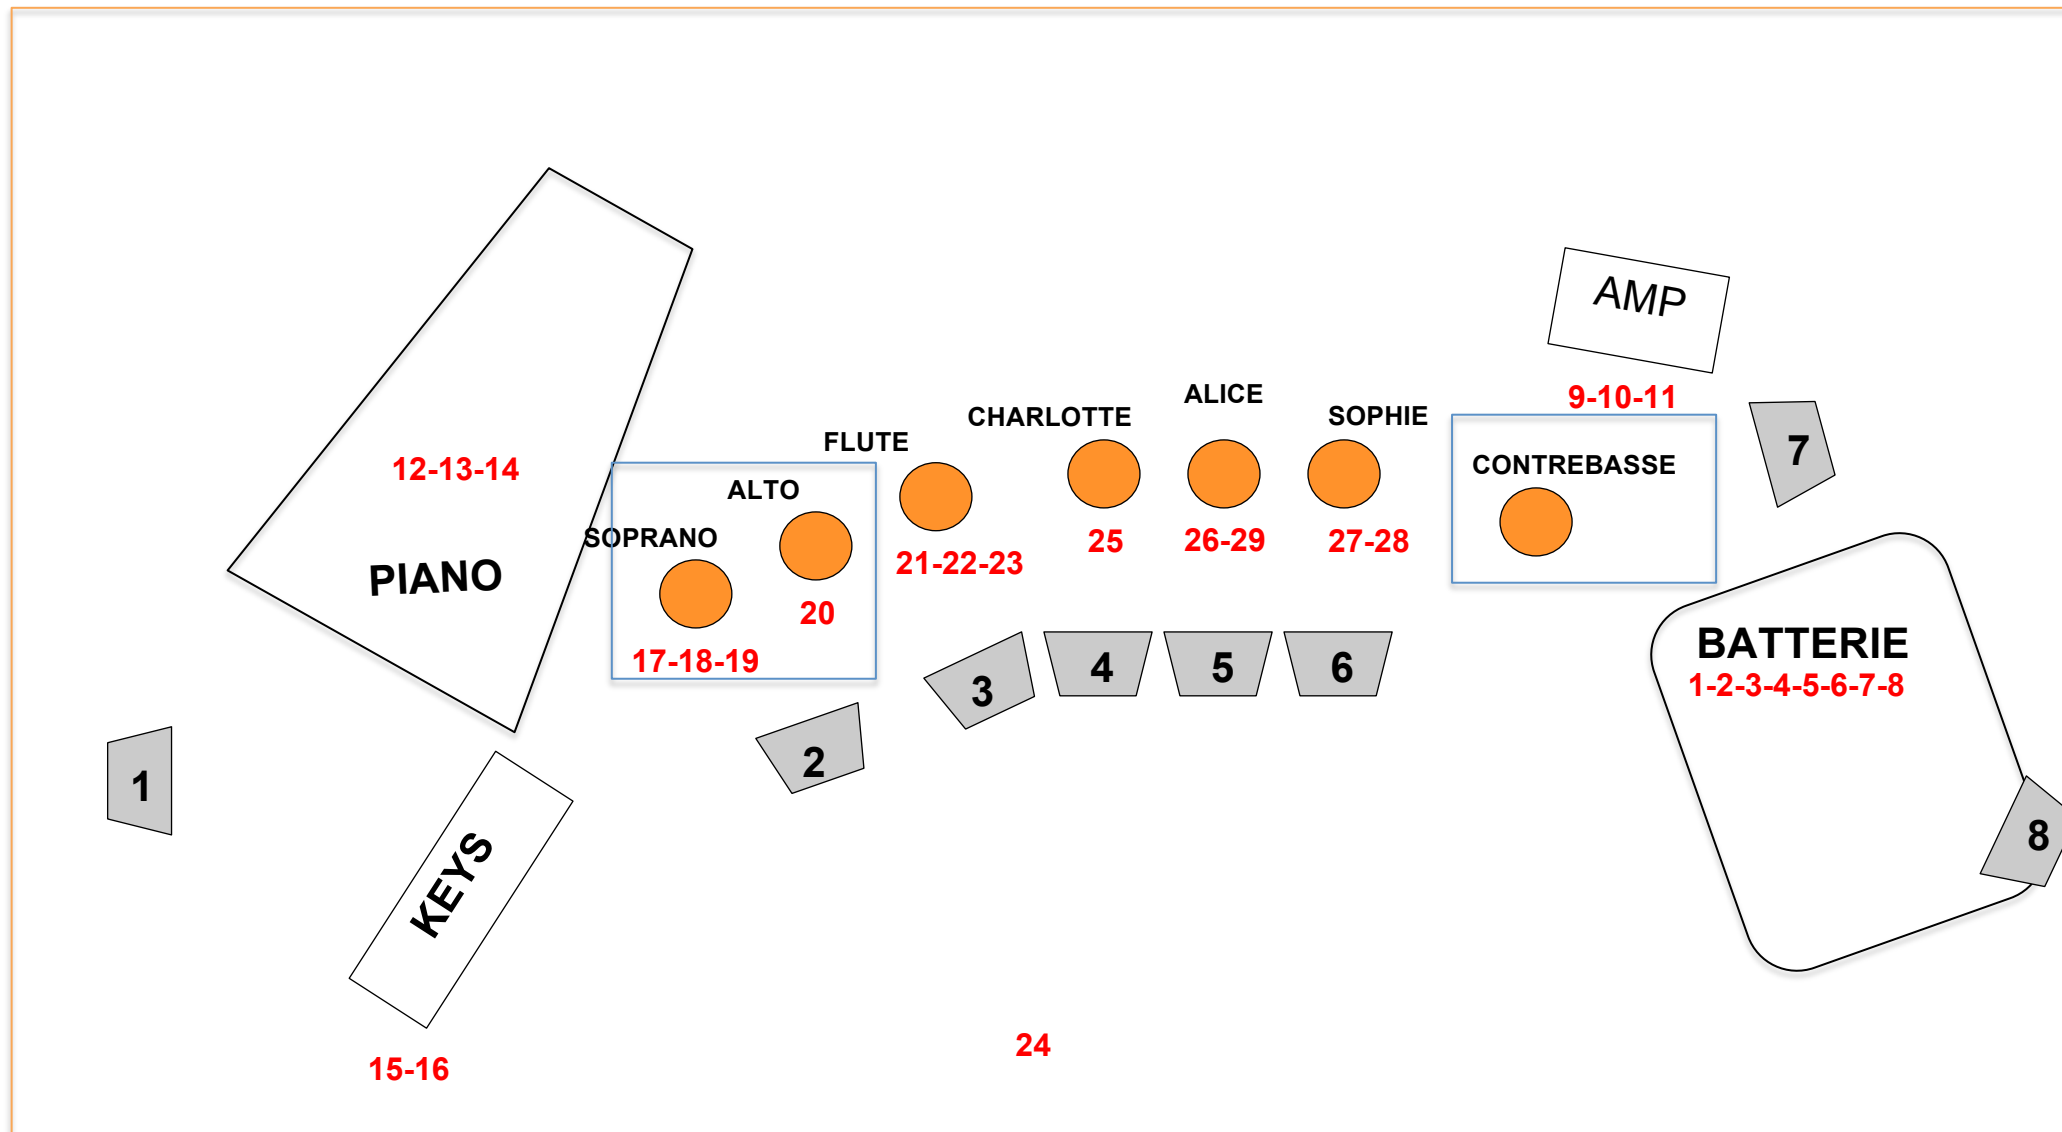 AMP
ALICE
9-10-11
CHARLOTTE
SOPHIE
FLUTE
7
CONTREBASSE
12-13-14
ALTO
SOPRANO
25
26-29
27-28
21-22-23
PIANO
20
BATTERIE
17-18-19
3
4
5
6
1-2-3-4-5-6-7-8
2
1
8
KEYS
24
15-16